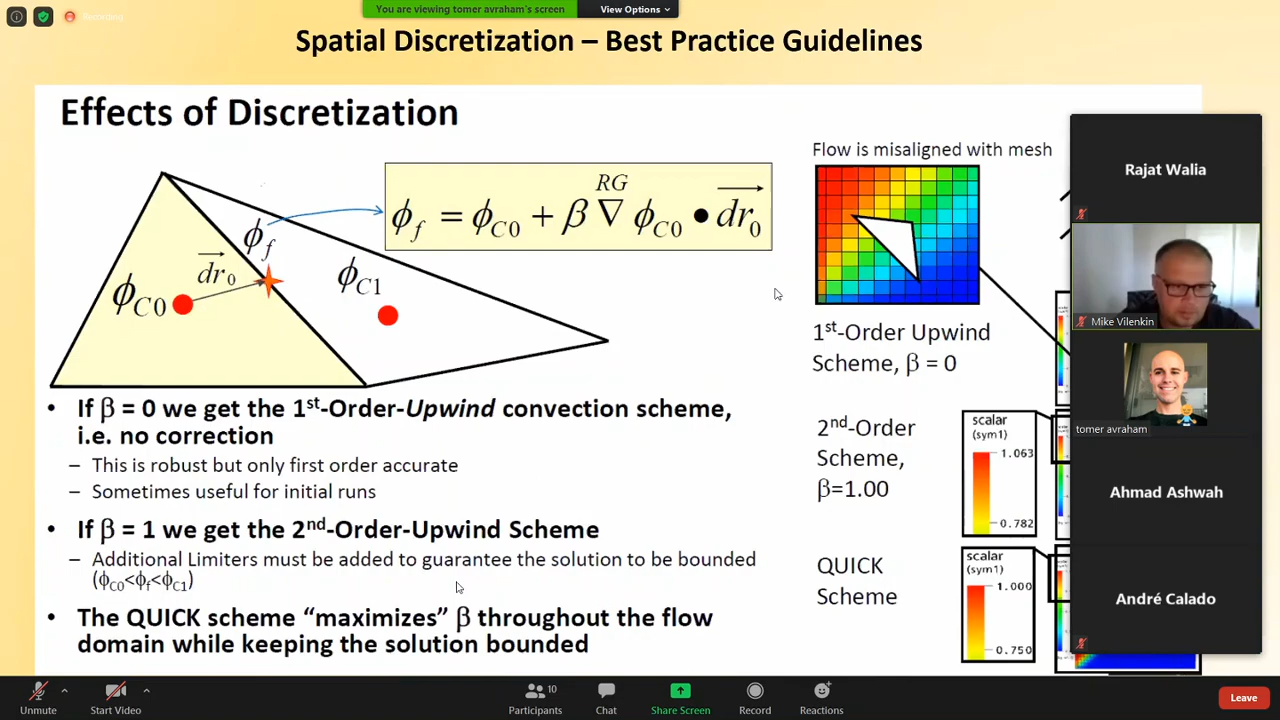 Recording
You are viewing tomer avraham's screen
View Options
Spatial Discretization – Best Practice Guidelines
Effects of Discretization
ϕf = ϕC0 + β ∇ ϕC0 • dr0
RG
ϕf
dr0
ϕC0
ϕC1
• If β = 0 we get the 1st-Order-Upwind convection scheme,
i.e. no correction
– This is robust but only first order accurate
– Sometimes useful for initial runs
• If β = 1 we get the 2nd-Order-Upwind Scheme
– Additional Limiters must be added to guarantee the solution to be bounded
(ϕC0<ϕf<ϕC1)
• The QUICK scheme “maximizes” β throughout the flow
domain while keeping the solution bounded
Flow is misaligned with mesh
1st-Order Upwind
Scheme, β = 0
2nd-Order
Scheme,
β=1.00
scalar
(sym1)
1.063
0.782
QUICK
Scheme
scalar
(sym1)
1.000
0.750
Rajat Walia
Mike Vilenkin
tomer avraham
Ahmad Ashwah
André Calado
Unmute
Start Video
10
Participants
Chat
Share Screen
Record
Reactions
Leave